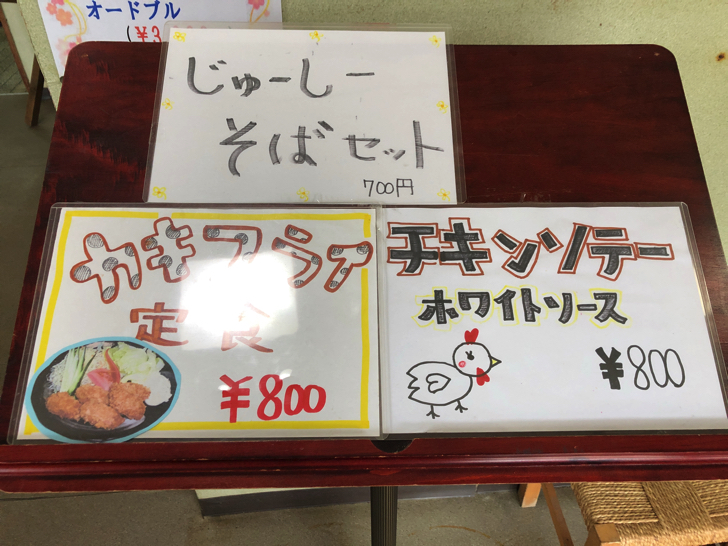 オードブル
(¥3
じゅーしー
そばセット
700円
カキフライ
定食
¥800
チキンソテー
ホワイトソース
¥800